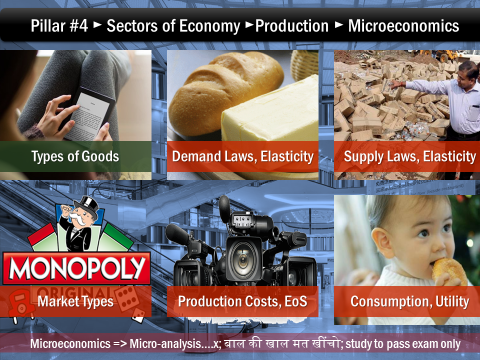 Pillar #4 ► Sectors of Economy ►Production ► Microeconomics
Types of Goods
Demand Laws, Elasticity
Supply Laws, Elasticity
MONOPOLY
ORIGINAL
Market Types
Production Costs, EoS
Consumption, Utility
Microeconomics => Micro-analysis....x; बाल की खाल मत खींचो; study to pass exam only